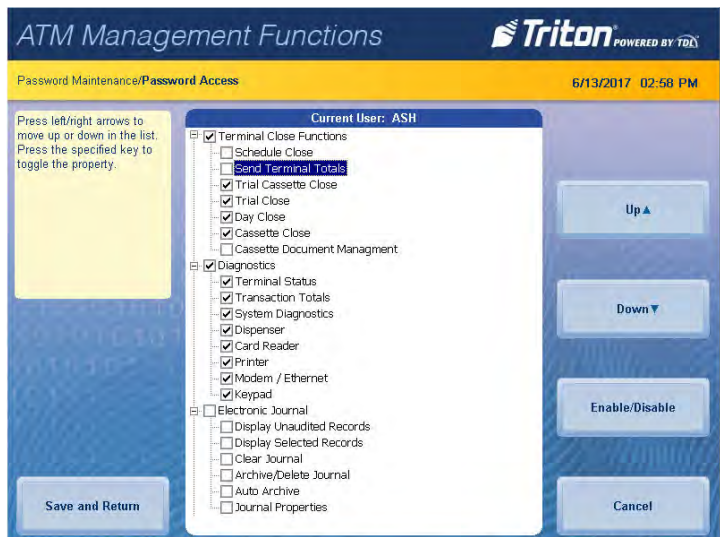 ATM Management Functions
Triton POWERED BY TDL
Password Maintenance/Password Access
6/13/2017 02:58 PM
Press left/right arrows to
move up or down in the list.
Press the specified key to
toggle the property.
Current User: ASH
Terminal Close Functions
Schedule Close
Send Terminal Totals
Trial Cassette Close
Trial Close
Day Close
Cassette Close
Cassette Document Managment
Diagnostics
Terminal Status
Transaction Totals
System Diagnostics
Dispenser
Card Reader
Printer
Modem / Ethernet
Keypad
Electronic Journal
Display Unaudited Records
Display Selected Records
Clear Journal
Archive/Delete Journal
Auto Archive
Journal Properties
Up
Down
Enable/Disable
Save and Return
Cancel